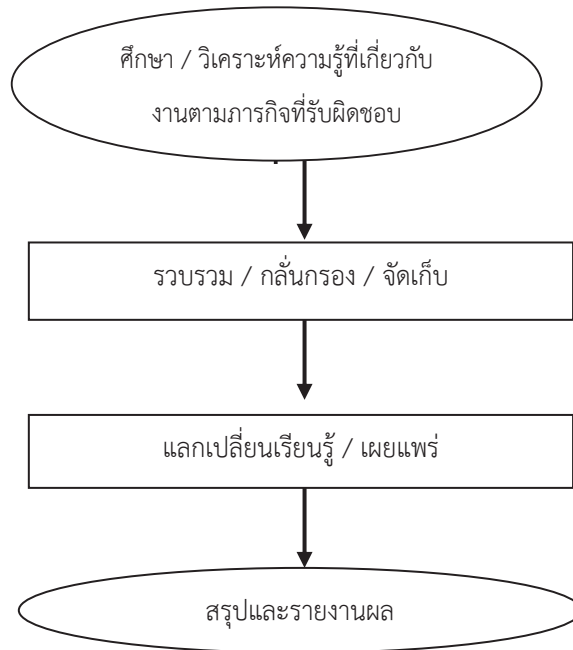 ศึกษา / วิเคราะห์ความรู้ที่เกี่ยวกับ
งานตามภารกิจที่รับผิดชอบ
รวบรวม / กลั่นกรอง / จัดเก็บ
แลกเปลี่ยนเรียนรู้ / เผยแพร่
สรุปและรายงานผล